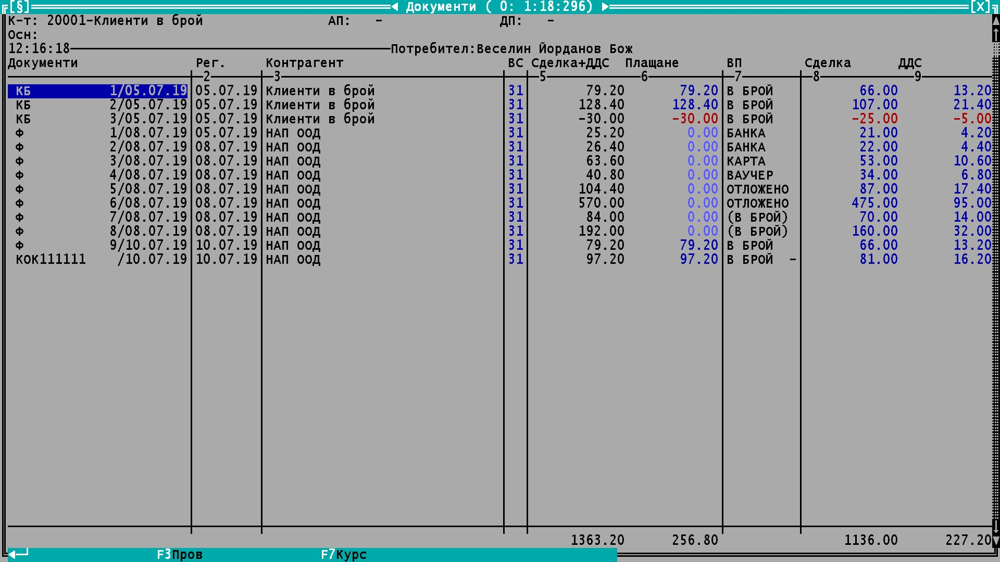 [§] Документи ( 0: 1:18:296) [X]
К-т: 20001-Клиенти в брой АП: - ДП: -
Осн:
12:16:18 Потребител:Веселин Йорданов Бож
Документи Рег. Контрагент ВС Сделка+ДДС Плащане ВП Сделка ДДС
2 3 5 6 7 8 9
КБ 1/05.07.19 05.07.19 Клиенти в брой 31 79.20 79.20 В БРОЙ 66.00 13.20
КБ 2/05.07.19 05.07.19 Клиенти в брой 31 128.40 128.40 В БРОЙ 107.00 21.40
КБ 3/05.07.19 05.07.19 Клиенти в брой 31 -30.00 -30.00 В БРОЙ -25.00 -5.00
Ф 1/08.07.19 05.07.19 НАП ООД 31 25.20 0.00 БАНКА 21.00 4.20
Ф 2/08.07.19 08.07.19 НАП ООД 31 26.40 0.00 БАНКА 22.00 4.40
Ф 3/08.07.19 08.07.19 НАП ООД 31 63.60 0.00 КАРТА 53.00 10.60
Ф 4/08.07.19 08.07.19 НАП ООД 31 40.80 0.00 ВАУЧЕР 34.00 6.80
Ф 5/08.07.19 08.07.19 НАП ООД 31 104.40 0.00 ОТЛОЖЕНО 87.00 17.40
Ф 6/08.07.19 08.07.19 НАП ООД 31 570.00 0.00 ОТЛОЖЕНО 475.00 95.00
Ф 7/08.07.19 08.07.19 НАП ООД 31 84.00 0.00 (В БРОЙ) 70.00 14.00
Ф 8/08.07.19 08.07.19 НАП ООД 31 192.00 0.00 (В БРОЙ) 160.00 32.00
Ф 9/10.07.19 10.07.19 НАП ООД 31 79.20 79.20 В БРОЙ 66.00 13.20
КОК111111 /10.07.19 10.07.19 НАП ООД 31 97.20 97.20 В БРОЙ - 81.00 16.20
1363.20 256.80 1136.00 227.20
F3Пров F7Курс